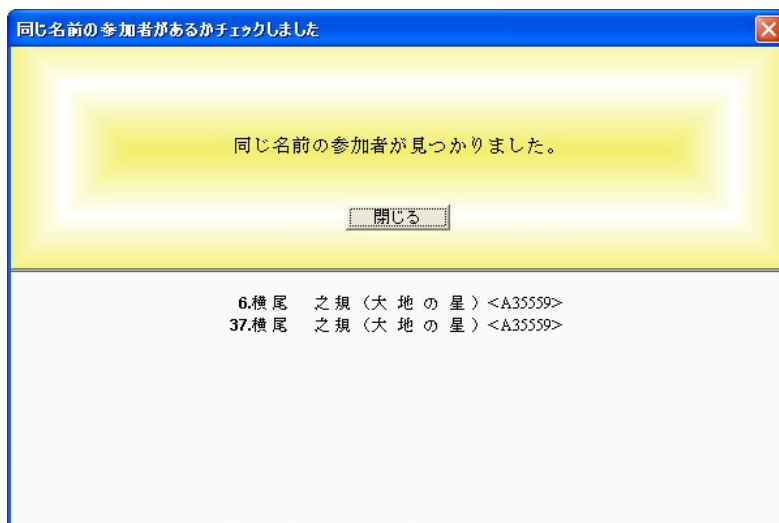 同じ名前の参加者があるかチェックしました
同じ名前の参加者が見つかりました。
閉じる
6.横尾　之規（大 地 の 星）<A35559>
37.横尾　之規（大 地 の 星）<A35559>